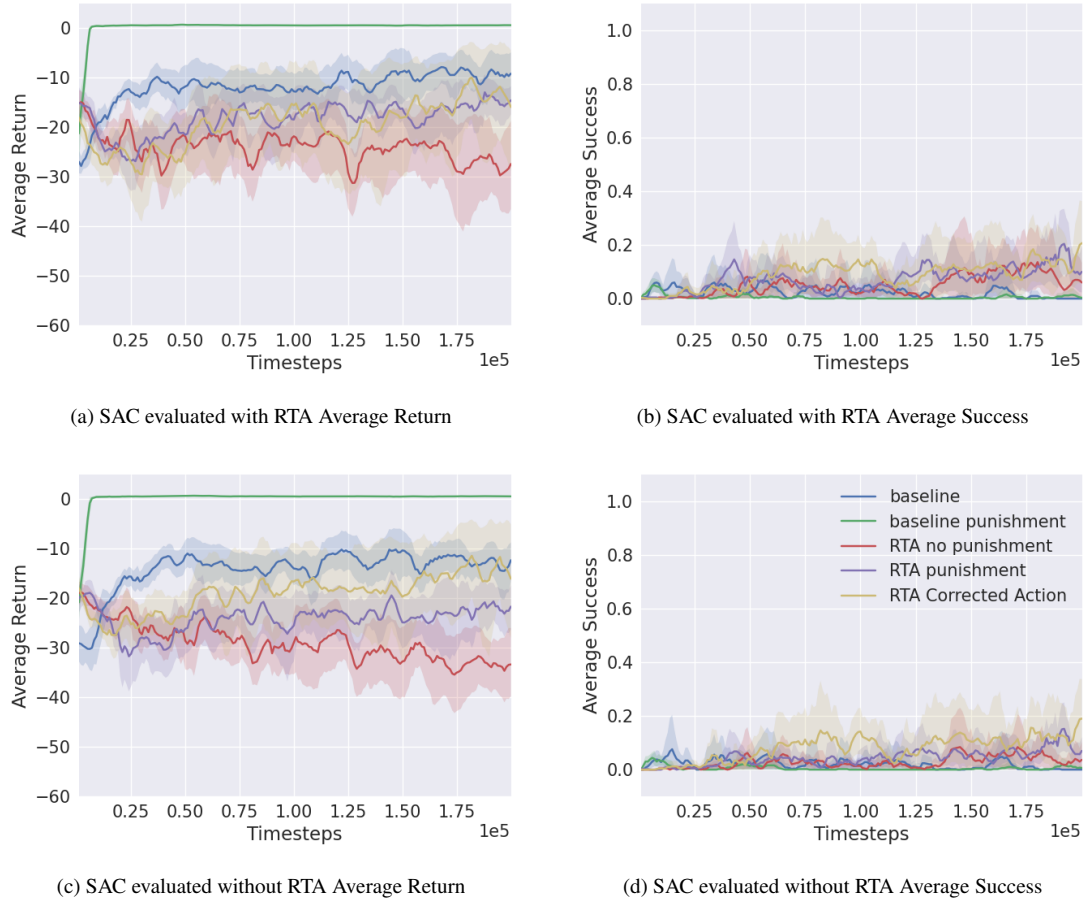 0
−10
−20
−30
−40
−50
−60
Average Return
0.25 0.50 0.75 1.00 1.25 1.50 1.75
Timesteps
1e5
(a) SAC evaluated with RTA Average Return
1.0
0.8
0.6
0.4
0.2
0.0
Average Success
0.25 0.50 0.75 1.00 1.25 1.50 1.75
Timesteps
1e5
(b) SAC evaluated with RTA Average Success
0
−10
−20
−30
−40
−50
−60
Average Return
0.25 0.50 0.75 1.00 1.25 1.50 1.75
Timesteps
1e5
(c) SAC evaluated without RTA Average Return
1.0
0.8
0.6
0.4
0.2
0.0
Average Success
baseline
baseline punishment
RTA no punishment
RTA punishment
RTA Corrected Action
0.25 0.50 0.75 1.00 1.25 1.50 1.75
Timesteps
1e5
(d) SAC evaluated without RTA Average Success